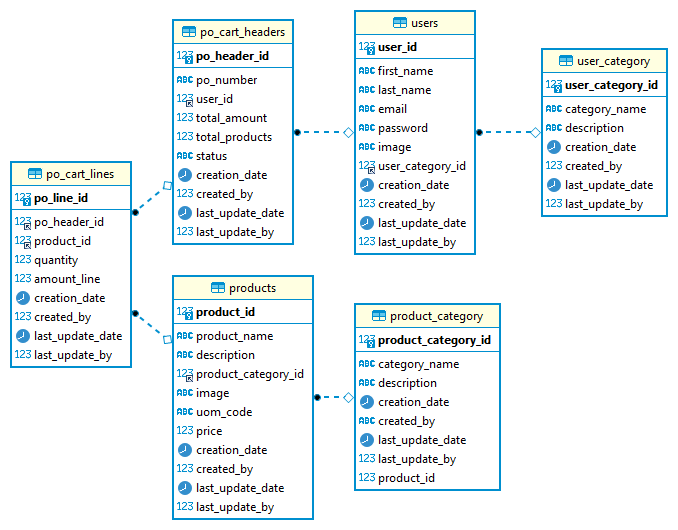 po_cart_headers
123 po_header_id
ABC po_number
123 user_id
123 total_amount
123 total_products
ABC status
creation_date
123 created_by
last_update_date
123 last_update_by
users
123 user_id
ABC first_name
ABC last_name
ABC email
ABC password
ABC image
123 user_category_id
creation_date
123 created_by
last_update_date
123 last_update_by
user_category
123 user_category_id
ABC category_name
ABC description
creation_date
123 created_by
last_update_date
123 last_update_by
po_cart_lines
123 po_line_id
123 po_header_id
123 product_id
123 quantity
123 amount_line
creation_date
123 created_by
last_update_date
123 last_update_by
products
123 product_id
ABC product_name
ABC description
123 product_category_id
ABC image
ABC uom_code
123 price
creation_date
123 created_by
last_update_date
123 last_update_by
product_category
123 product_category_id
ABC category_name
ABC description
creation_date
123 created_by
last_update_date
123 last_update_by
123 product_id